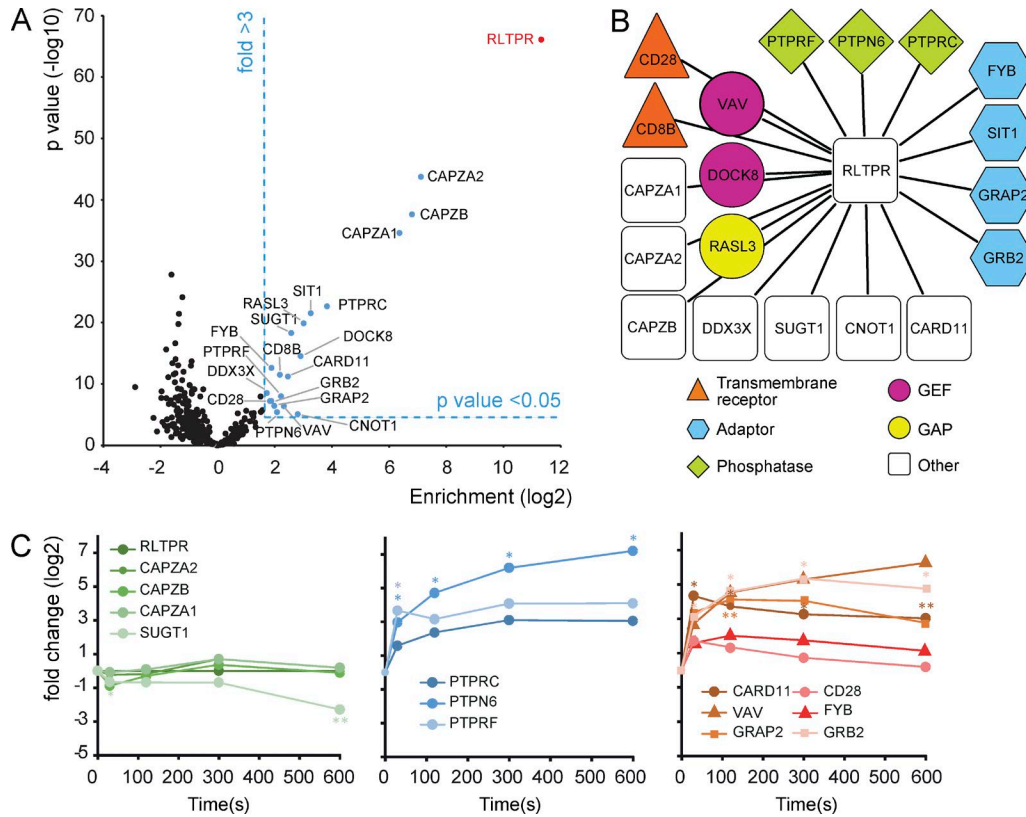 A
p value (-log10)
70
60
50
40
30
20
10
0
-4
-2
0
2
4
6
8
10
12
Enrichment (log2)
fold >3
p value <0.05
RLTPR
CAPZA2
CAPZB
CAPZA1
SIT1
PTPRC
RASL3
SUGT1
DOCK8
FYB
CD8B
CARD11
PTPRF
DDX3X
GRB2
CD28
GRAP2
PTPN6
VAV
CNOT1
B
CD28
PTPRF
PTPN6
PTPRC
FYB
VAV
CD8B
SIT1
CAPZA1
DOCK8
RLTPR
GRAP2
CAPZA2
RASL3
GRB2
CAPZB
DDX3X
SUGT1
CNOT1
CARD11
Transmembrane
receptor
GEF
Adaptor
GAP
Phosphatase
Other
C
fold change (log2)
7
5
3
1
-1
-3
-5
RLTPR
CAPZA2
CAPZB
CAPZA1
SUGT1
*
**
0 100 200 300 400 500 600
Time(s)
*
*
*
*
*
PTPRC
PTPN6
PTPRF
0 100 200 300 400 500 600
Time(s)
*
*
*
*
*
**
*
*
*
**
CARD11
CD28
VAV
FYB
GRAP2
GRB2
0 100 200 300 400 500 600
Time(s)